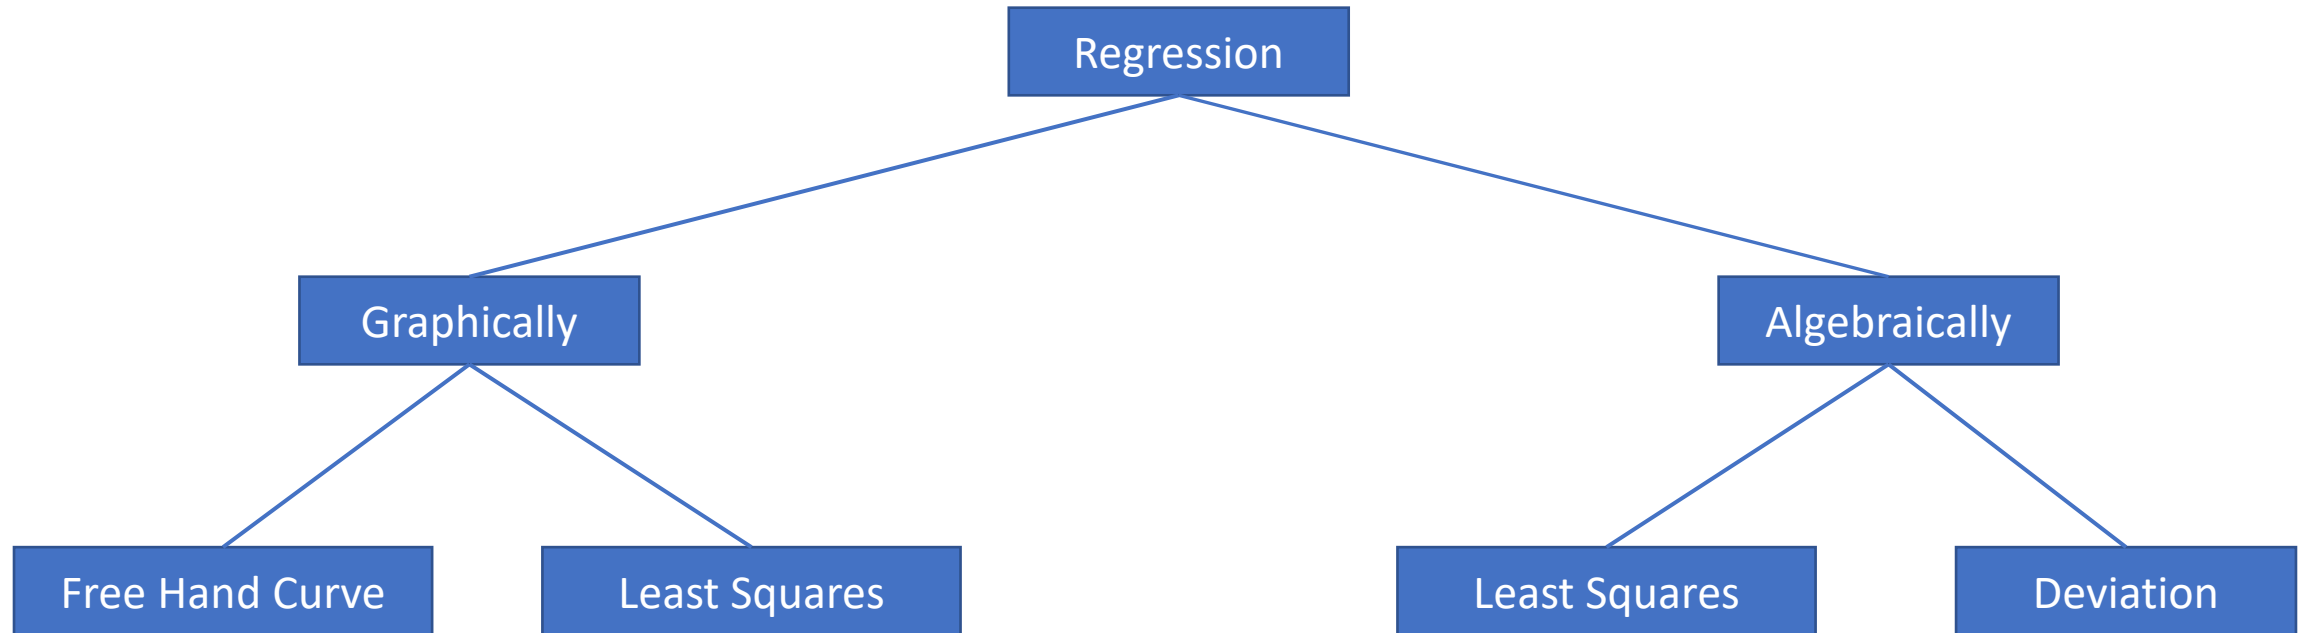 Regression
Graphically
Algebraically
Free Hand Curve
Least Squares
Least Squares
Deviation